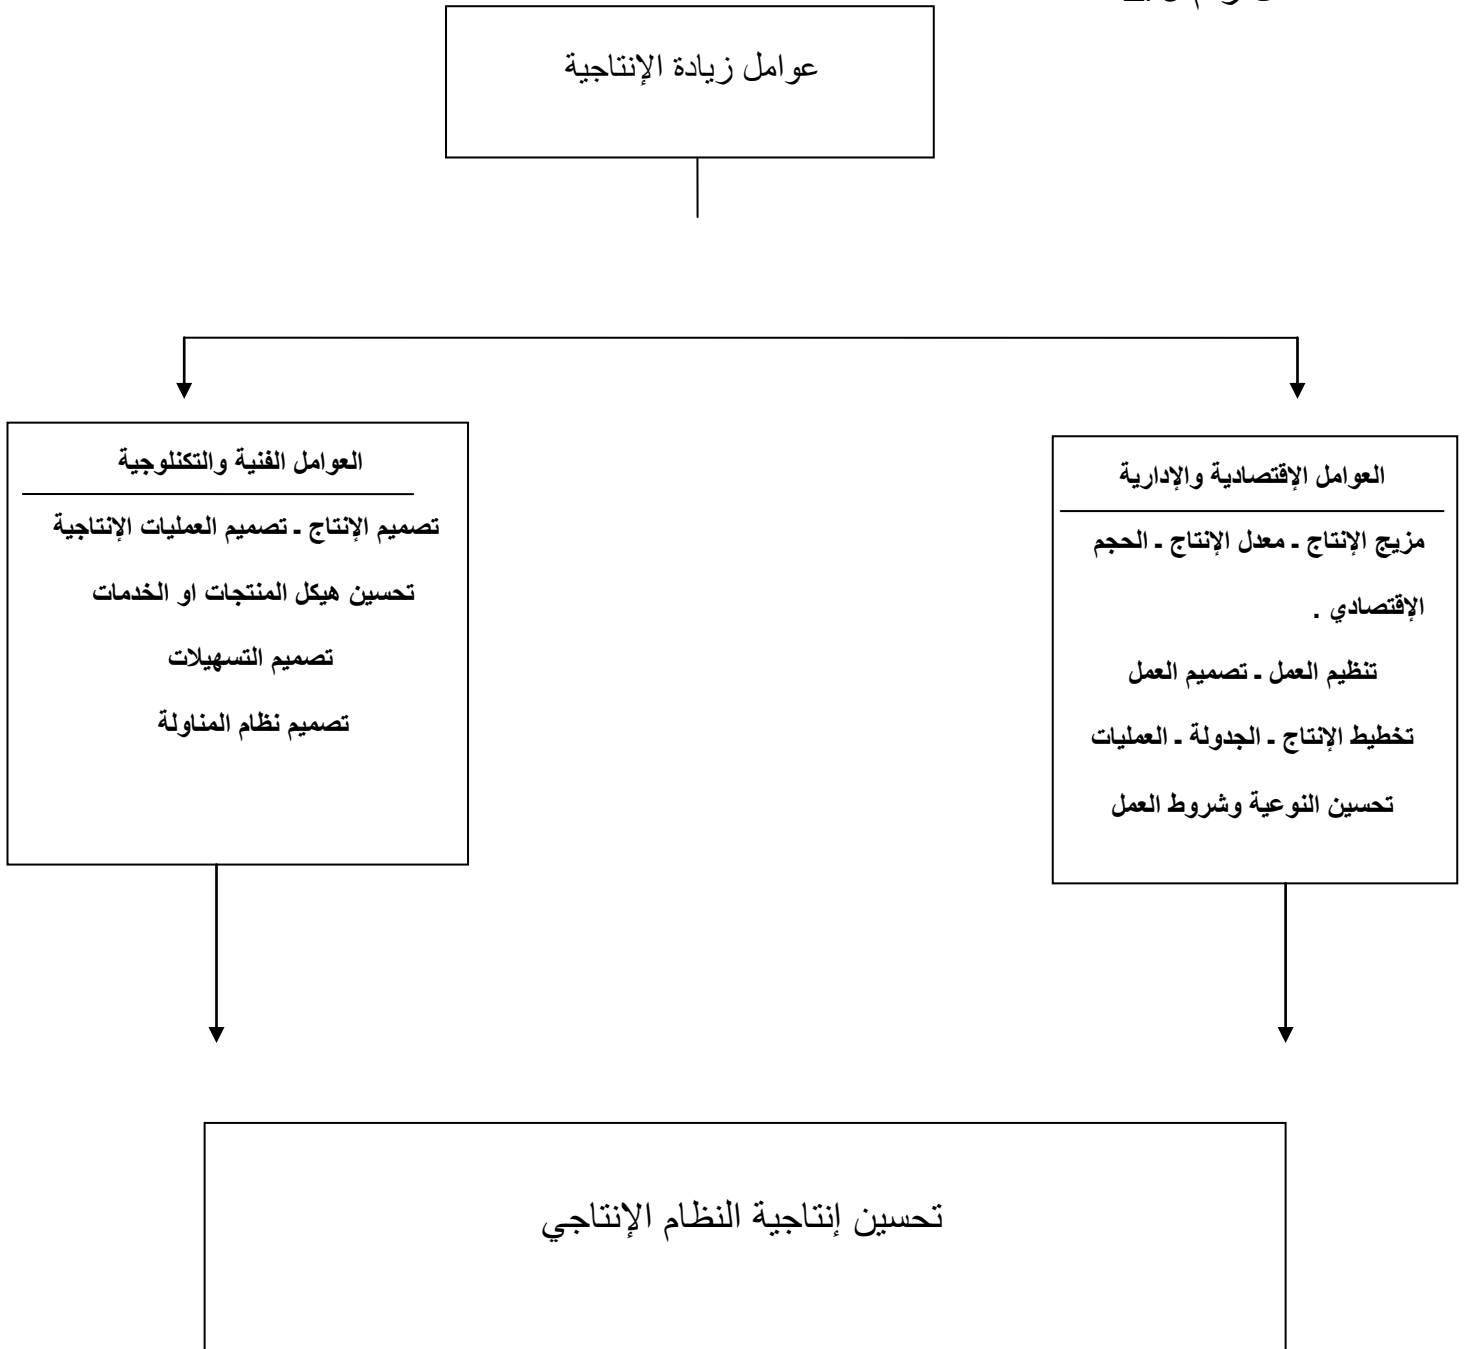 عوامل زيادة الإنتاجية
العوامل الإقتصادية والإدارية
مزيج الإنتاج ـ معدل الإنتاج ـ الحجم
الإقتصادي .
تنظيم العمل ـ تصميم العمل
تخطيط الإنتاج ـ الجدولة ـ العمليات
تحسين النوعية وشروط العمل
العوامل الفنية والتكنلوجية
تصميم الإنتاج ـ تصميم العمليات الإنتاجية
تحسين هيكل المنتجات او الخدمات
تصميم التسهيلات
تصميم نظام المناولة
تحسين إنتاجية النظام الإنتاجي